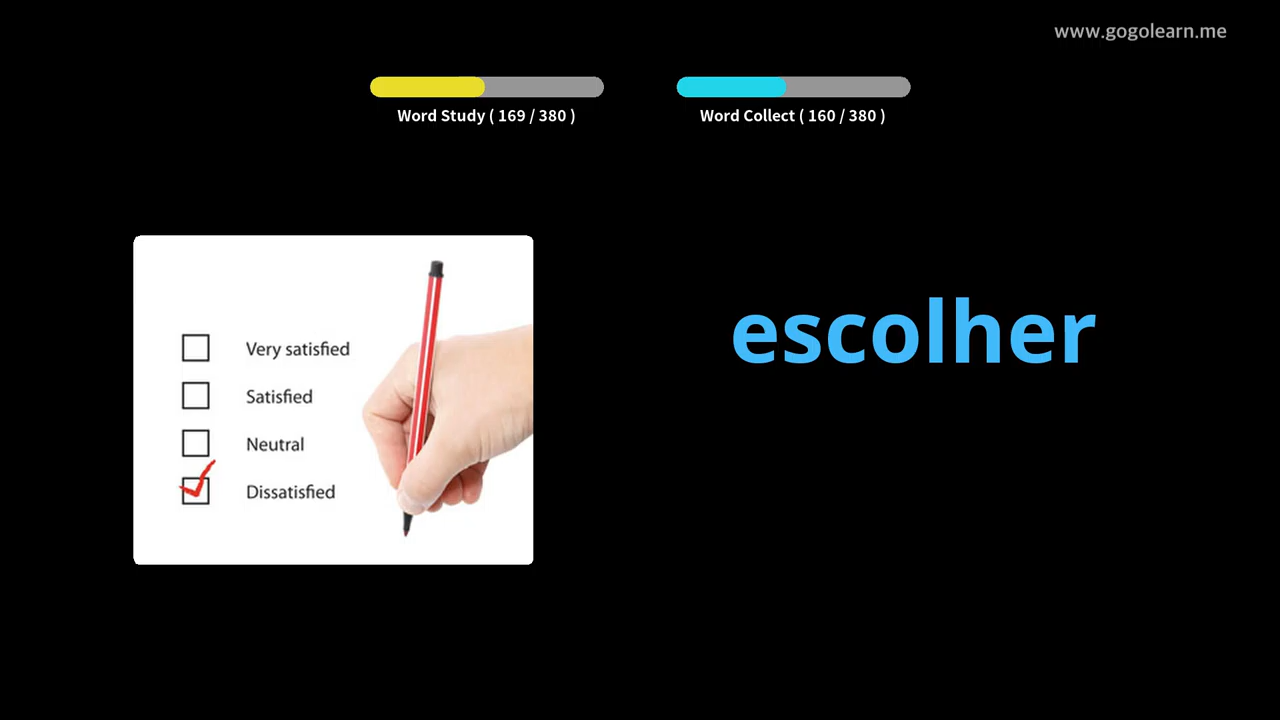 www.gogolearn.me
Word Study ( 169 / 380 )
Word Collect ( 160 / 380 )
Very satisfied
Satisfied
Neutral
Dissatisfied
escolher